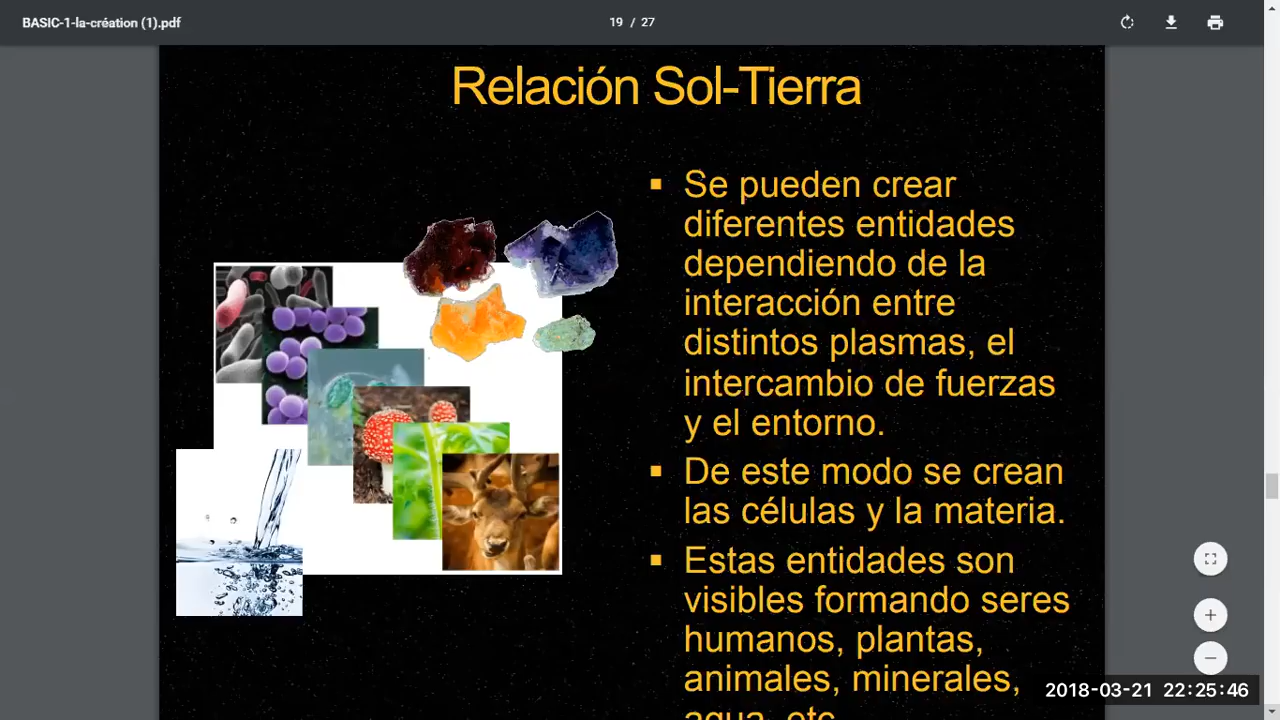 BASIC-1-la-création (1).pdf
19 / 27
Relación Sol-Tierra
▪ Se pueden crear
diferentes entidades
dependiendo de la
interacción entre
distintos plasmas, el
intercambio de fuerzas
y el entorno.
▪ De este modo se crean
las células y la materia.
▪ Estas entidades son
visibles formando seres
humanos, plantas,
animales, minerales,
agua, etc
2018-03-21 22:25:46